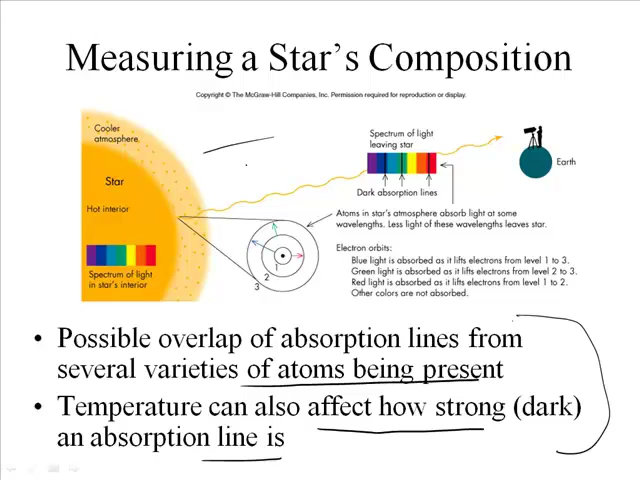 Measuring a Star's Composition
Copyright © The McGraw-Hill Companies, Inc. Permission required for reproduction or display.
Cooler
atmosphere
Star
Hot interior
Spectrum of light
in star's interior
1
2
3
Spectrum of light
leaving star
Dark absorption lines
Earth
Atoms in star's atmosphere absorb light at some
wavelengths. Less light of these wavelengths leaves star.
Electron orbits:
Blue light is absorbed as it lifts electrons from level 1 to 3.
Green light is absorbed as it lifts electrons from level 2 to 3.
Red light is absorbed as it lifts electrons from level 1 to 2.
Other colors are not absorbed.
• Possible overlap of absorption lines from
several varieties of atoms being present
• Temperature can also affect how strong (dark)
an absorption line is